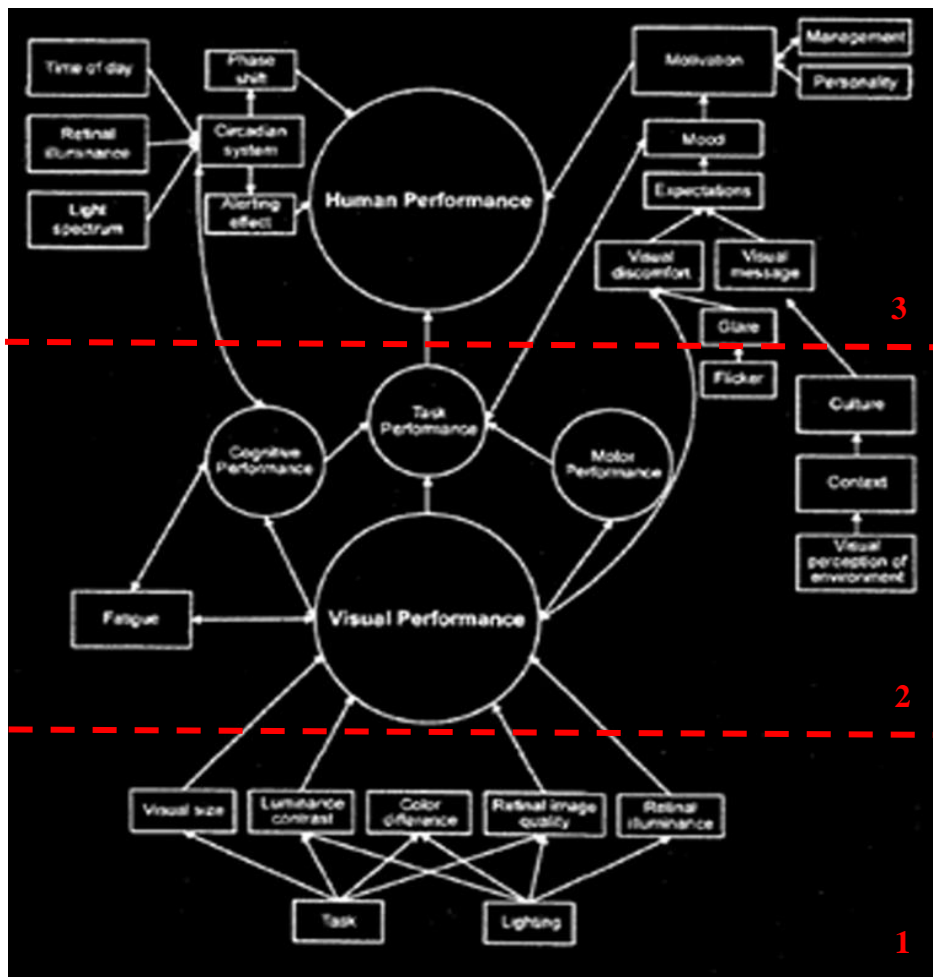 Time of day
Phase
shift
Motivation
Management
Personality
Retinal
illuminance
Circadian
system
Mood
Human Performance
Expectations
Light
spectrum
Alerting
effect
Visual
discomfort
Visual
message
3
Glare
Flicker
Culture
Task
Performance
Cognitive
Performance
Motor
Performance
Context
Visual
perception of
environment
Fatigue
Visual Performance
2
Visual size
Luminance
contrast
Color
difference
Retinal image
quality
Retinal
illuminance
Task
Lighting
1